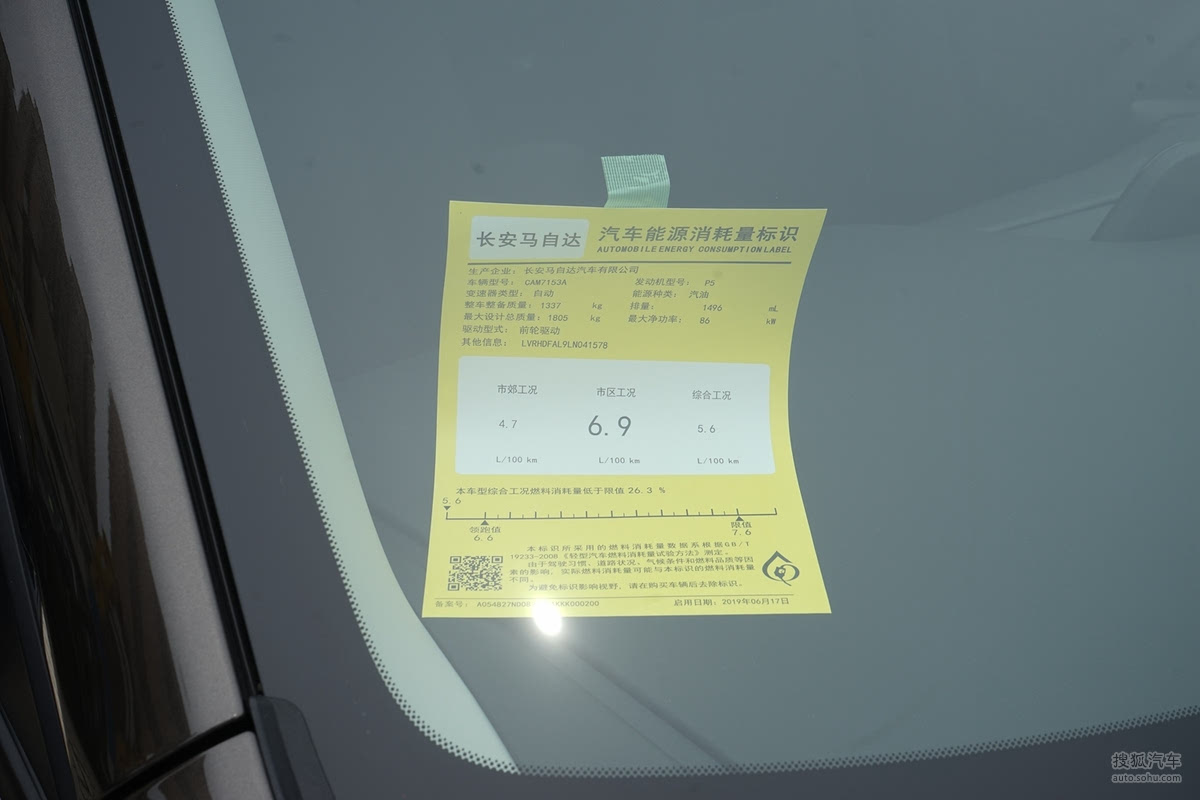 长安马自达
汽车能源消耗量标识
AUTOMOBILE ENERGY CONSUMPTION LABEL
生产企业: 长安马自达汽车有限公司
车辆型号: CAM7153A 发动机型号: P5
变速器类型: 自动 能源种类: 汽油
整车整备质量: 1337 kg 排量: 1496 mL
最大设计总质量: 1805 kg 最大净功率: 86 kW
驱动型式: 前轮驱动
其他信息: LVRHDFAL9LN041578
市郊工况 市区工况 综合工况
4.7 6.9 5.6
L/100 km L/100 km L/100 km
本车型综合工况燃料消耗量低于限值 26.3 %
5.6
领跑值 限值
6.6 7.6
本标识所采用的燃料消耗量数据系根据GB/T
19233-2008《轻型汽车燃料消耗量试验方法》测定。
由于驾驶习惯、道路状况、气候条件和燃料品质等因
素的影响, 实际燃料消耗量可能与本标识的燃料消耗量
不同。
为避免标识影响视野, 请在购买车辆后去除标识。
备案号: 启用日期: 2019年06月17日
搜狐汽车
auto.sohu.com